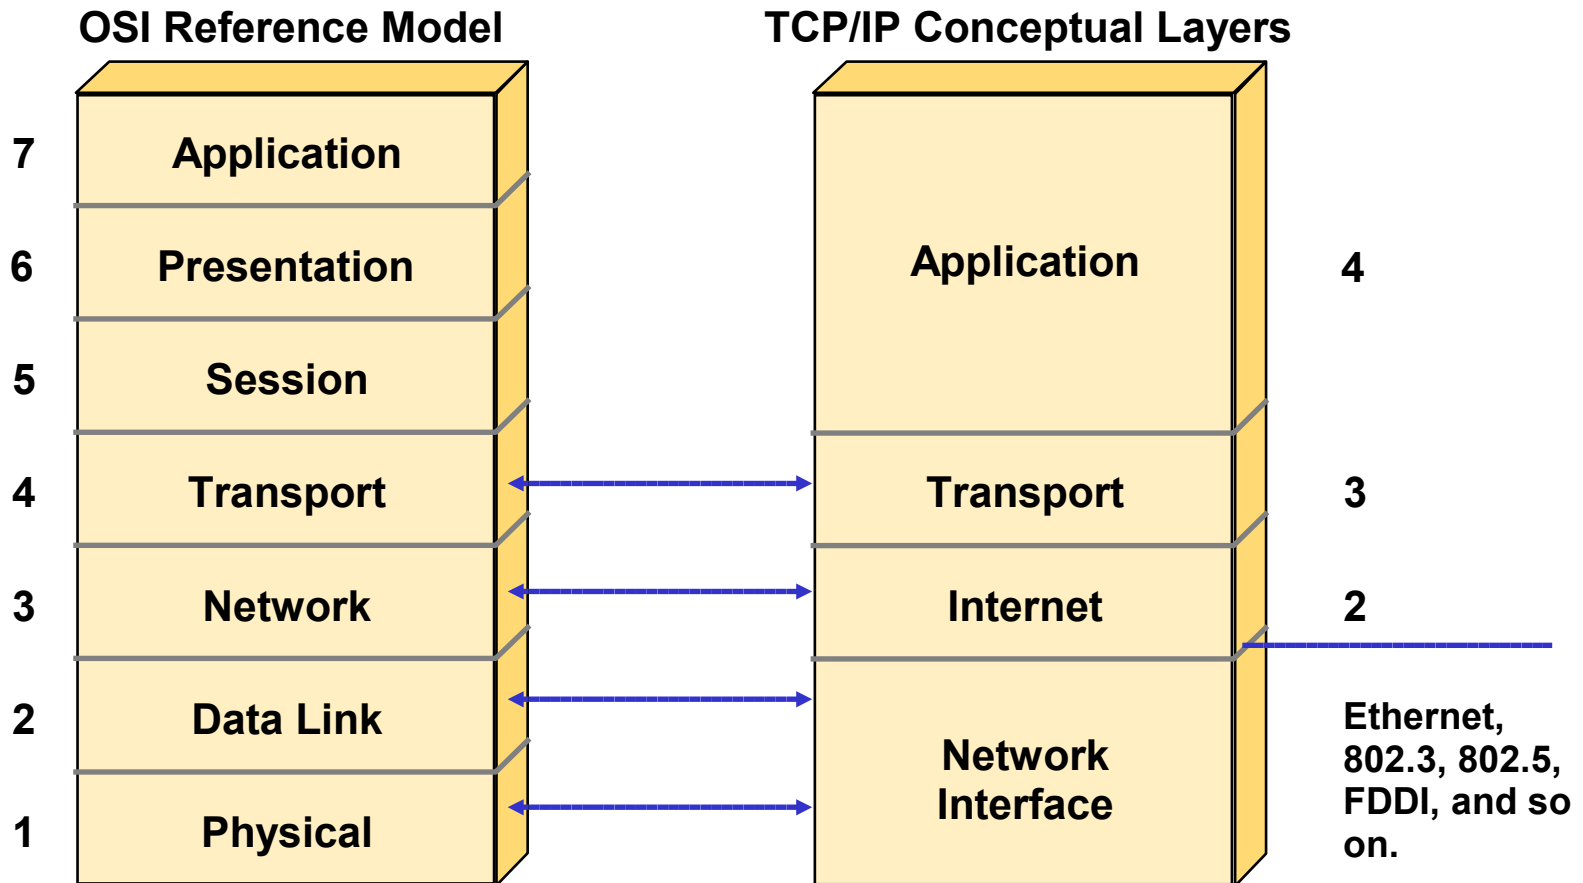 OSI Reference Model
TCP/IP Conceptual Layers
7
Application
6
Presentation
5
Session
4
Transport
3
Network
2
Data Link
1
Physical
Application
4
Transport
3
Internet
2
Network
Interface
Ethernet,
802.3, 802.5,
FDDI, and so
on.